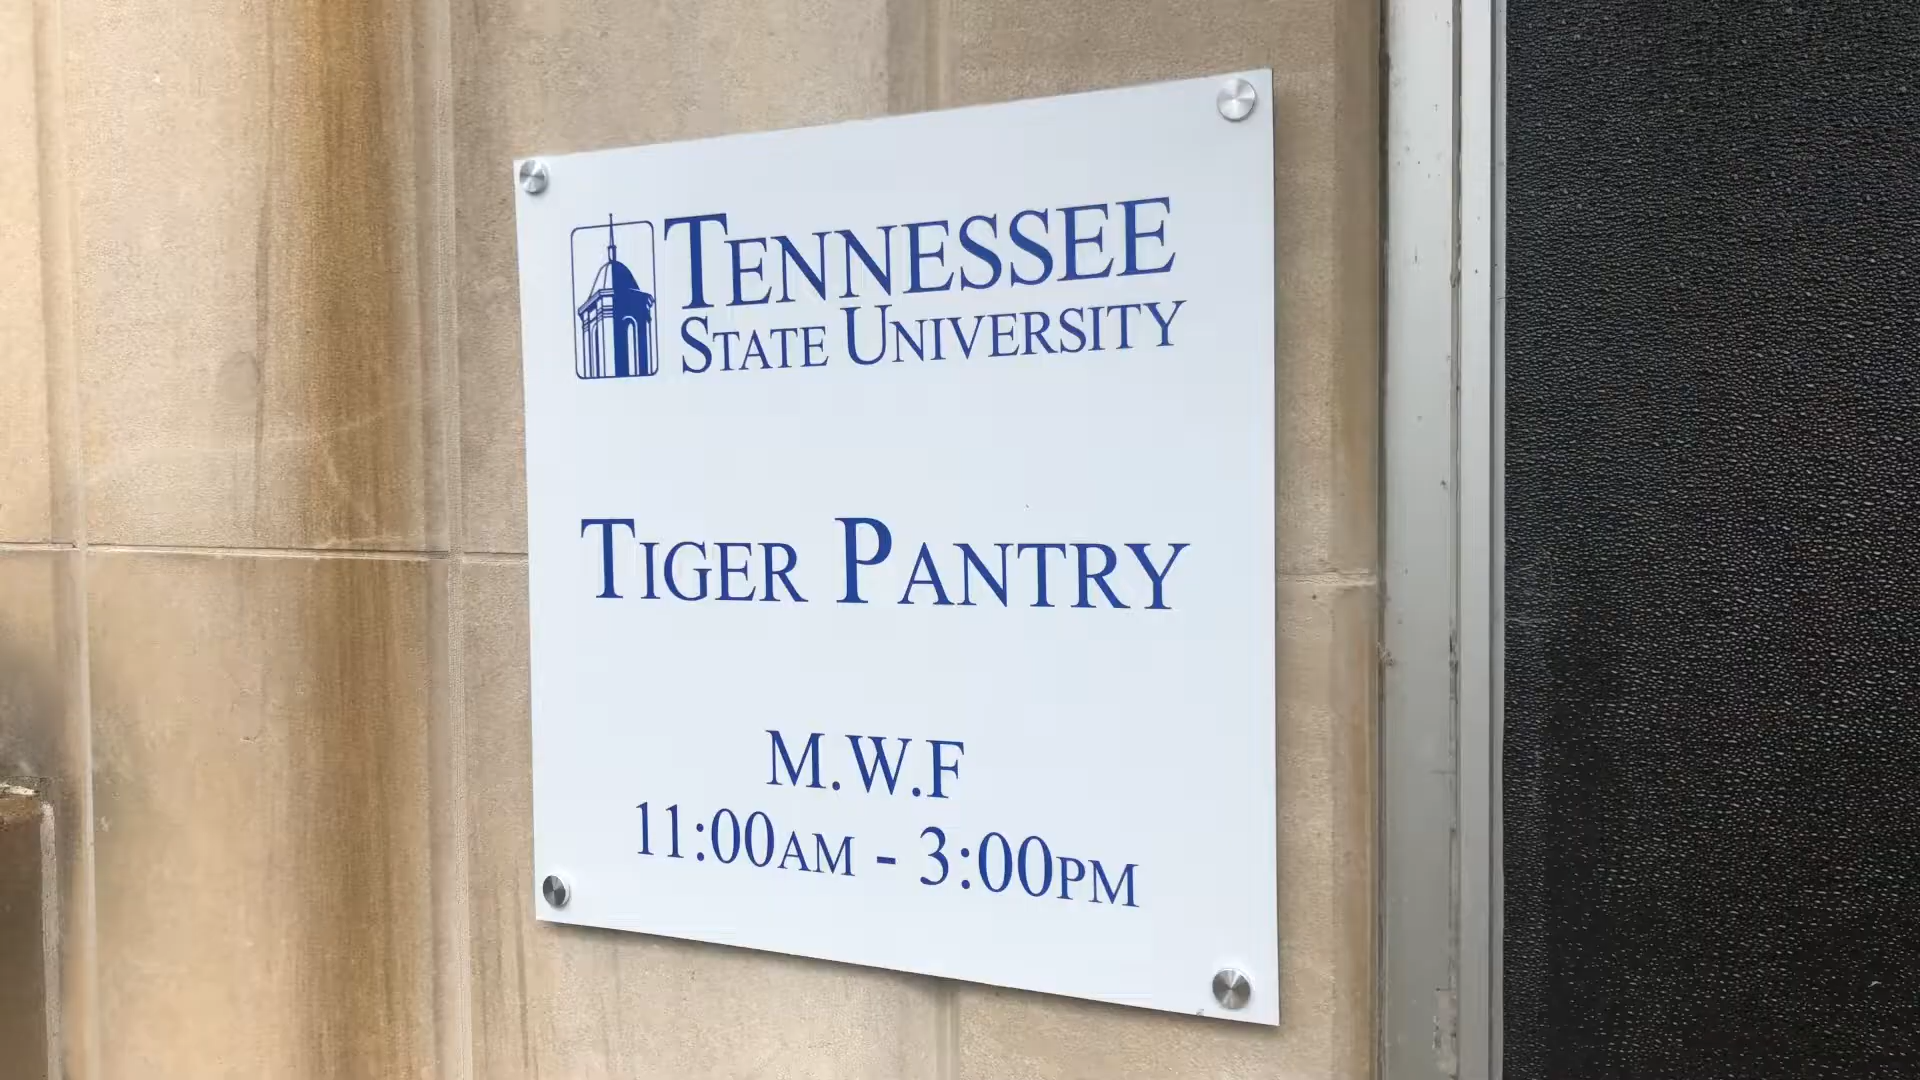 TENNESSEE
STATE UNIVERSITY
TIGER PANTRY
M.W.F
11:00AM - 3:00PM